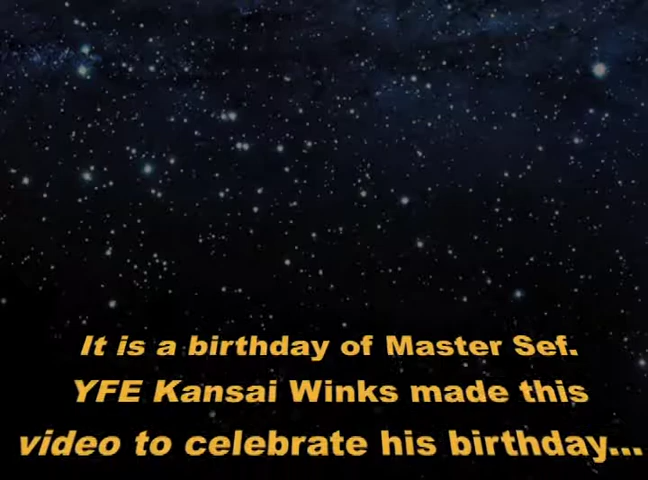 It is a birthday of Master Sef.
YFE Kansai Winks made this
video to celebrate his birthday...